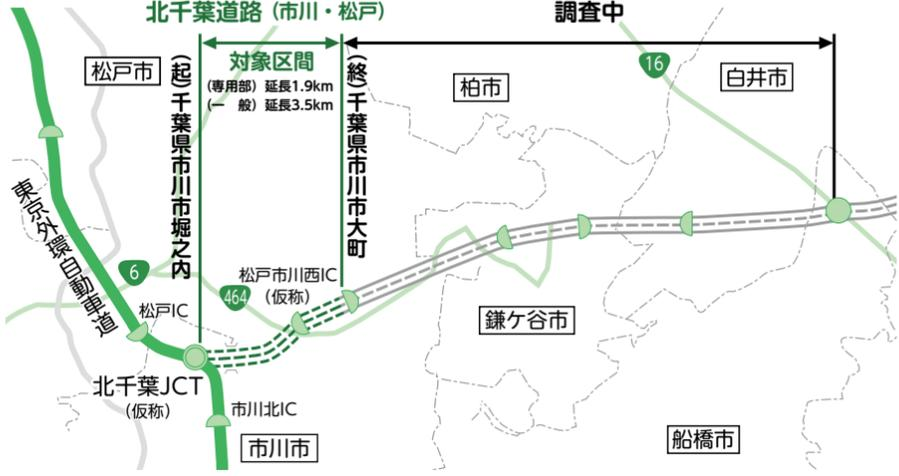 北千葉道路（市川・松戸）
調査中
対象区間
（専用部）延長1.9km
（一　般）延長3.5km
（起）千葉県市川市堀之内
（終）千葉県市川市大町
松戸市
柏市
16
白井市
東京外環自動車道
6
464
松戸市川西IC
（仮称）
松戸IC
鎌ケ谷市
北千葉JCT
（仮称）
市川北IC
市川市
船橋市